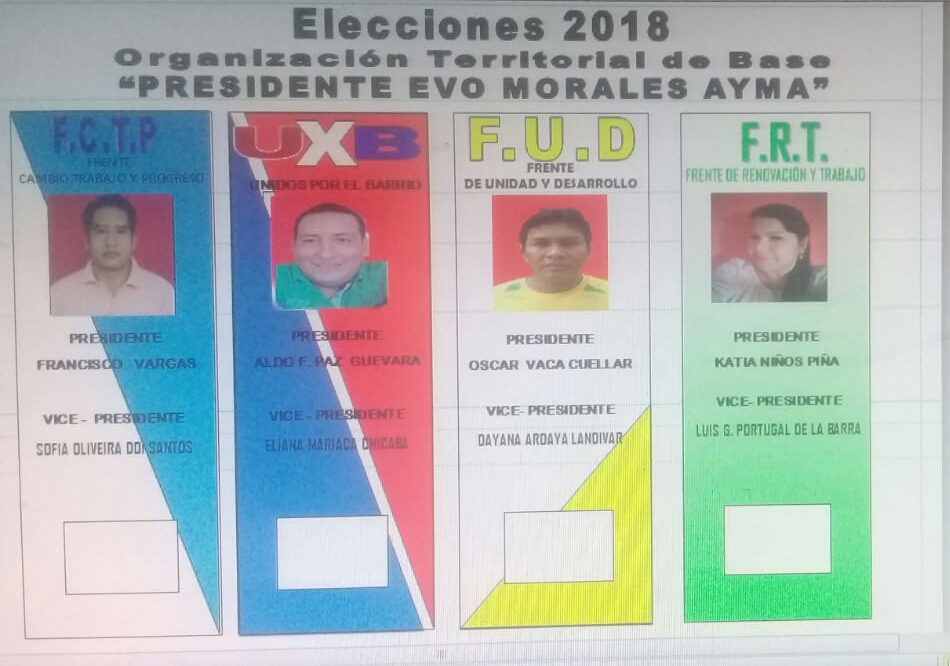 Elecciones 2018
Organización Territorial de Base
"PRESIDENTE EVO MORALES AYMA"
F.C.T.P
FRENTE
CAMBIO TRABAJO Y PROGRESO
PRESIDENTE
FRANCISCO VARGAS
VICE- PRESIDENTE
SOFIA OLIVEIRA DOS SANTOS
UXB
UNIDOS POR EL BARRIO
PRESIDENTE
ALDO F. PAZ GUEVARA
VICE- PRESIDENTE
ELIANA MARIACA CHICABA
F.U.D
FRENTE
DE UNIDAD Y DESARROLLO
PRESIDENTE
OSCAR VACA CUELLAR
VICE- PRESIDENTE
DAYANA ARDAYA LANDIVAR
F.R.T.
FRENTE DE RENOVACIÓN Y TRABAJO
PRESIDENTE
KATIA NIÑOS PIÑA
VICE- PRESIDENTE
LUIS G. PORTUGAL DE LA BARRA